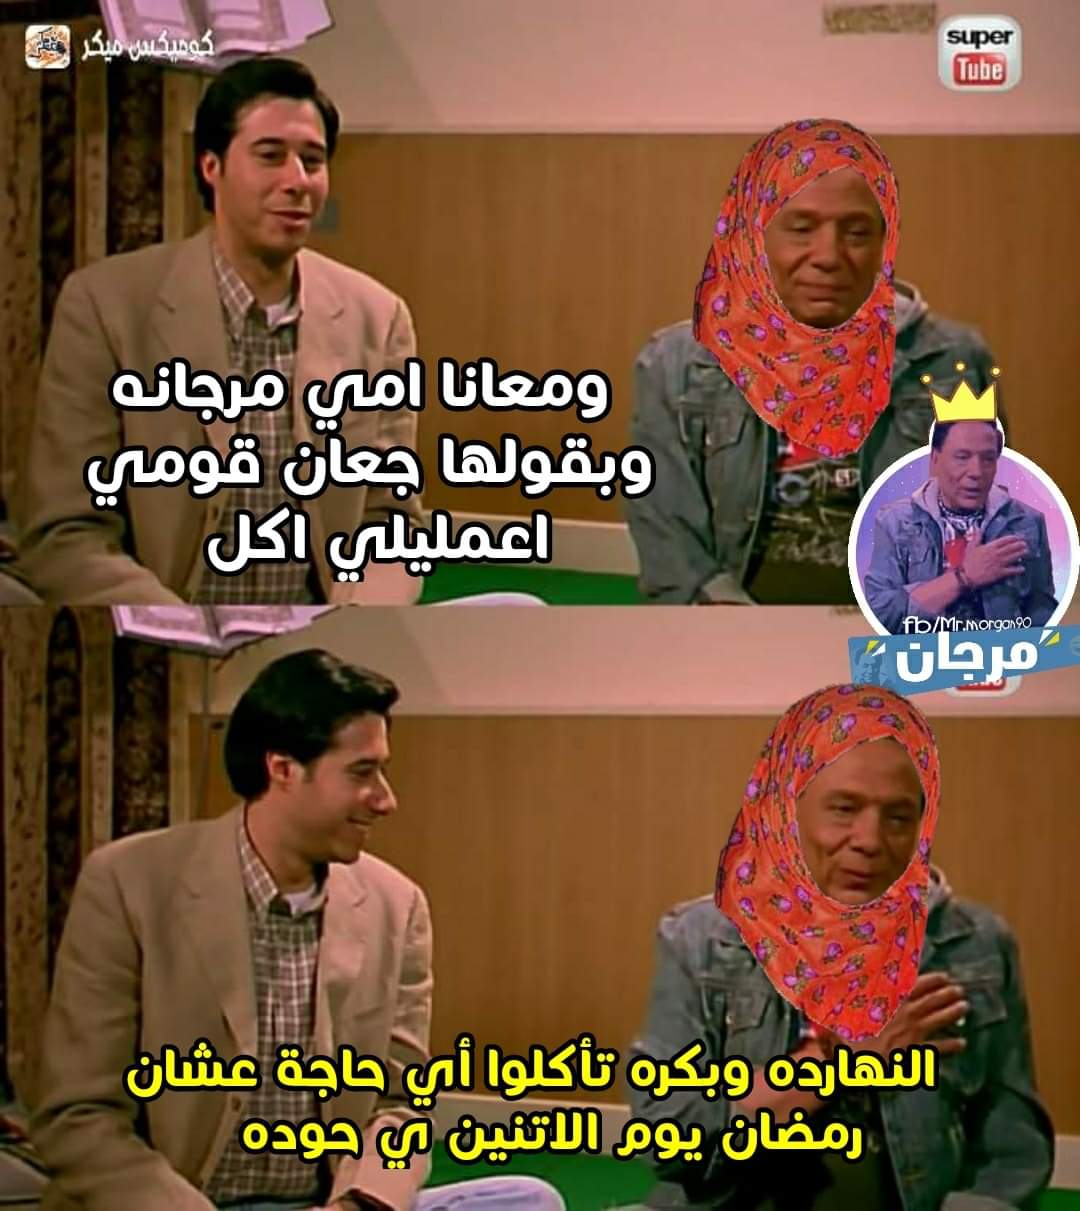 كوميكس ميكر
super
Tube
ومعانا امي مرجانه
وبقولها جعان قومي
اعمليلي اكل
fb/Mr.morgan90
مرجان
النهارده وبكره تأكلوا أي حاجة عشان
رمضان يوم الاتنين ي حوده